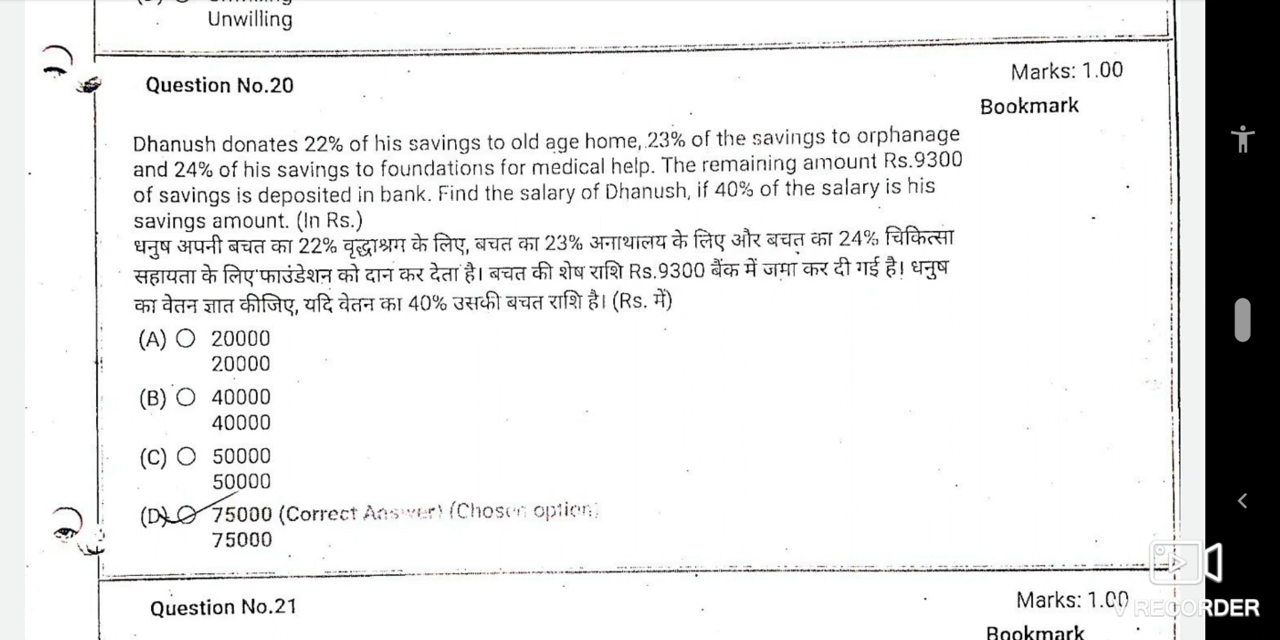 Unwilling
Question No.20
Marks: 1.00
Bookmark
Dhanush donates 22% of his savings to old age home, 23% of the savings to orphanage
and 24% of his savings to foundations for medical help. The remaining amount Rs.9300
of savings is deposited in bank. Find the salary of Dhanush, if 40% of the salary is his
savings amount. (In Rs.)
धनुष अपनी बचत का 22% वृद्धाश्रम के लिए, बचत का 23% अनाथालय के लिए और बचत का 24% चिकित्सा
सहायता के लिए फाउंडेशन को दान कर देता है। बचत की शेष राशि Rs.9300 बैंक में जमा कर दी गई है! धनुष
का वेतन ज्ञात कीजिए, यदि वेतन का 40% उसकी बचत राशि है। (Rs. में)
(A) 20000
20000
(B) 40000
40000
(C) 50000
50000
(D) 75000 (Correct Answer) (Chosen option)
75000
Question No.21
Marks: 1.00
Bookmark
V RECORDER